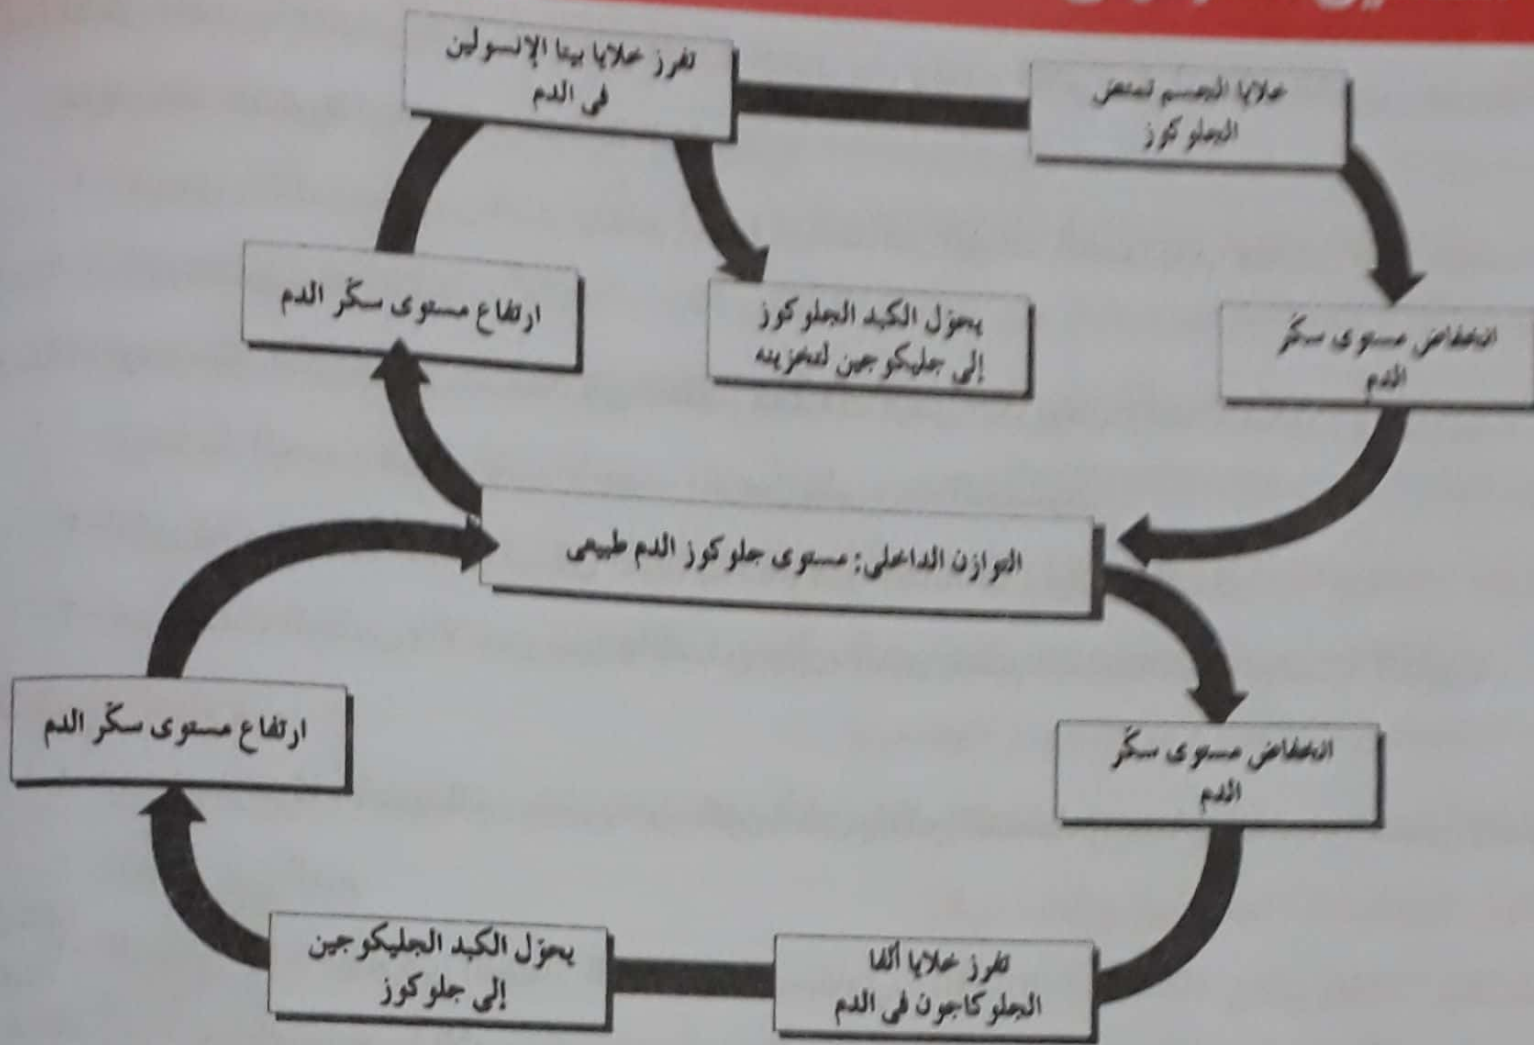 تفرز خلايا بيتا الإنسولين
في الدم
خلايا الجسم تمتص
الجلوكوز
ارتفاع مستوى سكّر الدم
يحوّل الكبد الجلوكوز
إلى جليكوجين لتخزينه
انخفاض مستوى سكّر
الدم
التوازن الداخلي: مستوى جلوكوز الدم طبيعي
ارتفاع مستوى سكّر الدم
انخفاض مستوى سكّر
الدم
يحوّل الكبد الجليكوجين
إلى جلوكوز
تفرز خلايا ألفا
الجلوكاجون في الدم